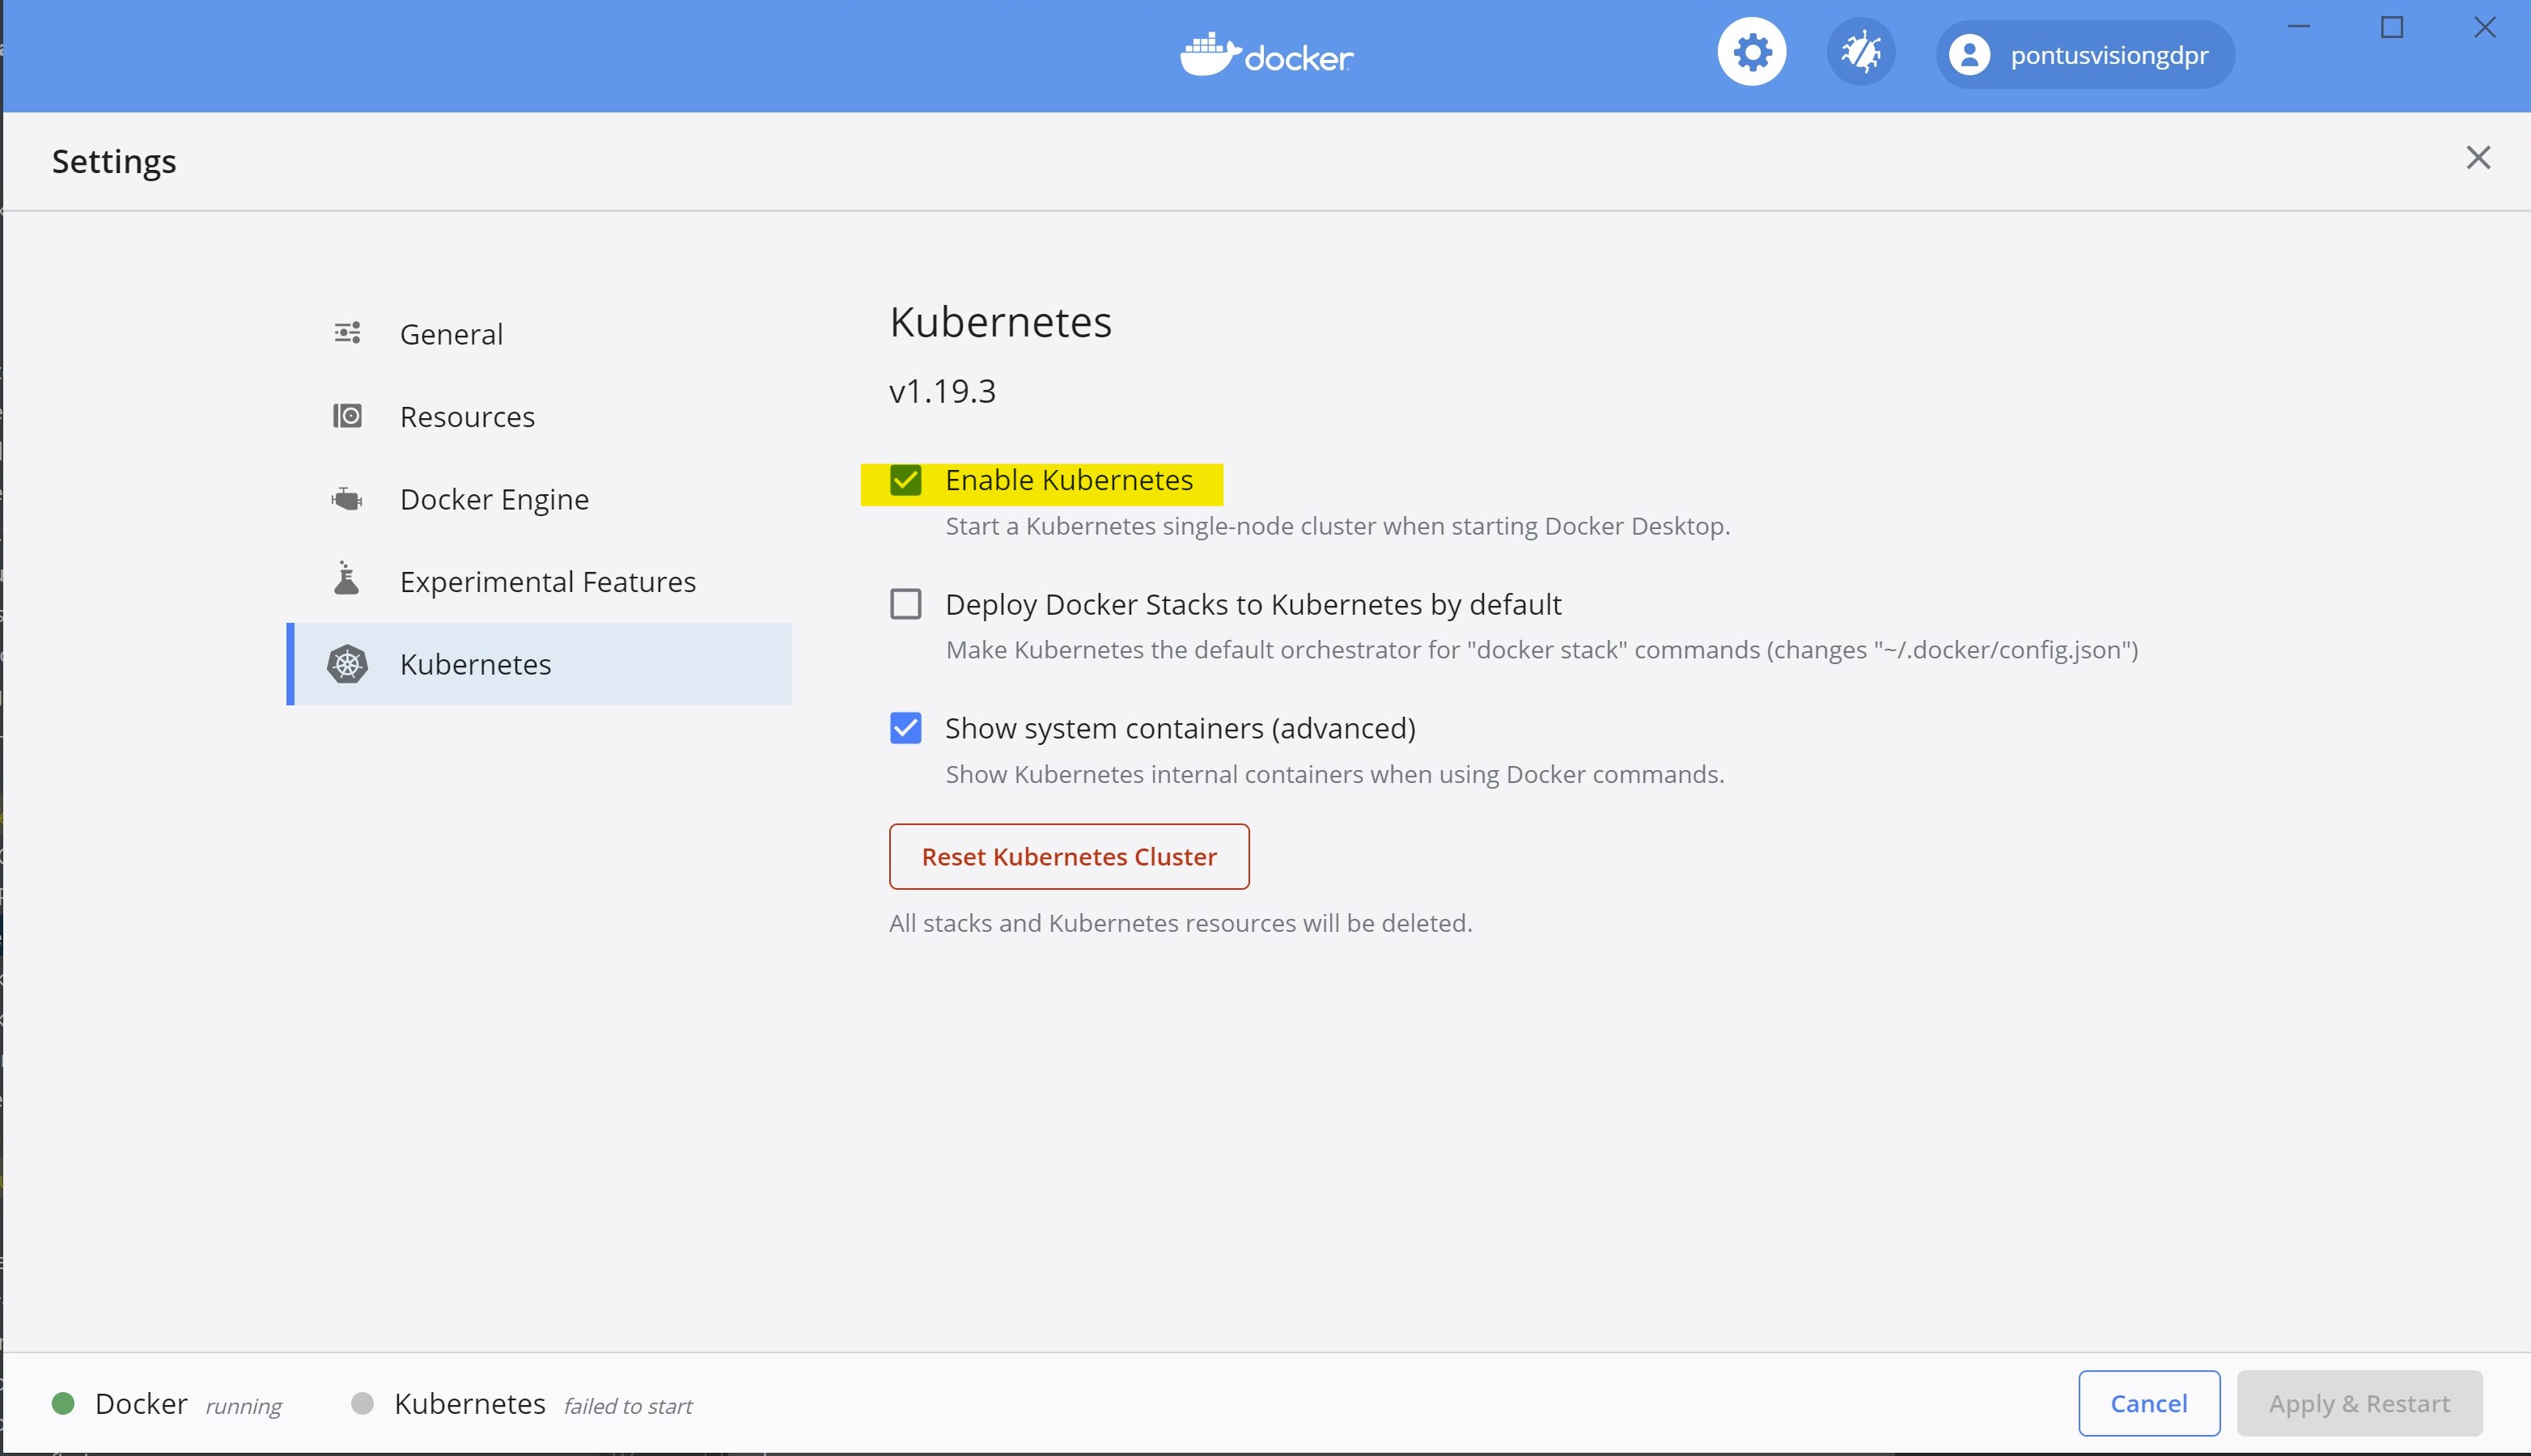 docker
pontusvisiongdpr
Settings
General
Resources
Docker Engine
Experimental Features
Kubernetes
Kubernetes
v1.19.3
Enable Kubernetes
Start a Kubernetes single-node cluster when starting Docker Desktop.
Deploy Docker Stacks to Kubernetes by default
Make Kubernetes the default orchestrator for "docker stack" commands (changes "~/.docker/config.json")
Show system containers (advanced)
Show Kubernetes internal containers when using Docker commands.
Reset Kubernetes Cluster
All stacks and Kubernetes resources will be deleted.
Docker running
Kubernetes failed to start
Cancel
Apply & Restart